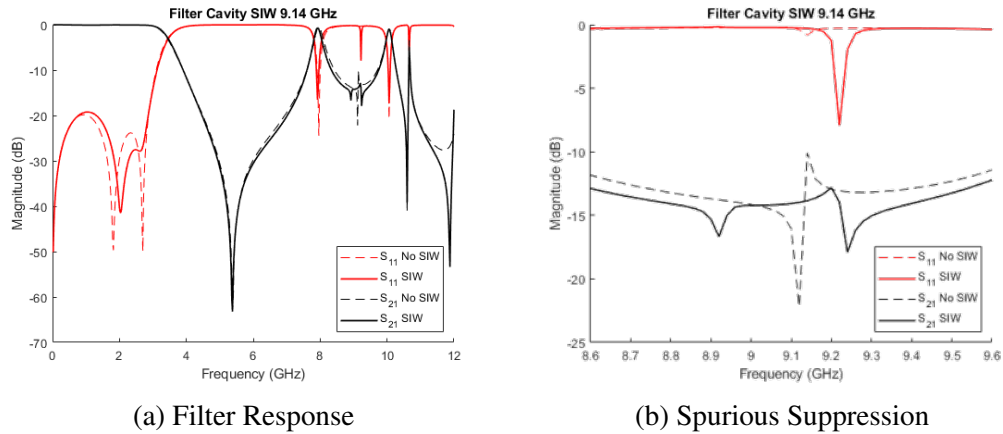 Filter Cavity SIW 9.14 GHz
0
-10
-20
-30
-40
-50
-60
-70
Magnitude (dB)
S11 No SIW
S11 SIW
S21 No SIW
S21 SIW
0 2 4 6 8 10 12
Frequency (GHz)
(a) Filter Response
Filter Cavity SIW 9.14 GHz
0
-5
-10
-15
-20
-25
Magnitude (dB)
S11 No SIW
S11 SIW
S21 No SIW
S21 SIW
8.6 8.7 8.8 8.9 9 9.1 9.2 9.3 9.4 9.5 9.6
Frequency (GHz)
(b) Spurious Suppression